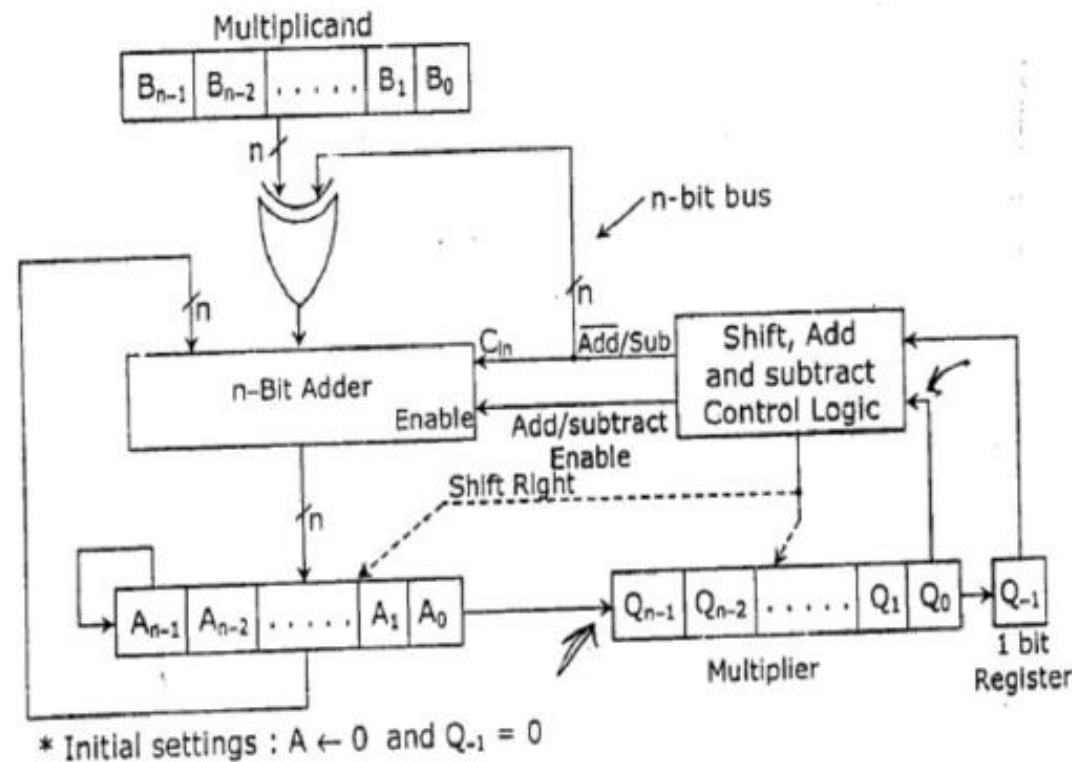 Multiplicand
Bn-1 Bn-2 ..... B1 B0
n
n-bit bus
n
n
Cin
Add/Sub
Shift, Add
and subtract
Control Logic
n-Bit Adder
Enable
Add/subtract
Enable
Shift Right
n
An-1 An-2 ..... A1 A0
Qn-1 Qn-2 ..... Q1 Q0
Q-1
Multiplier
1 bit
Register
* Initial settings : A ← 0 and Q-1 = 0